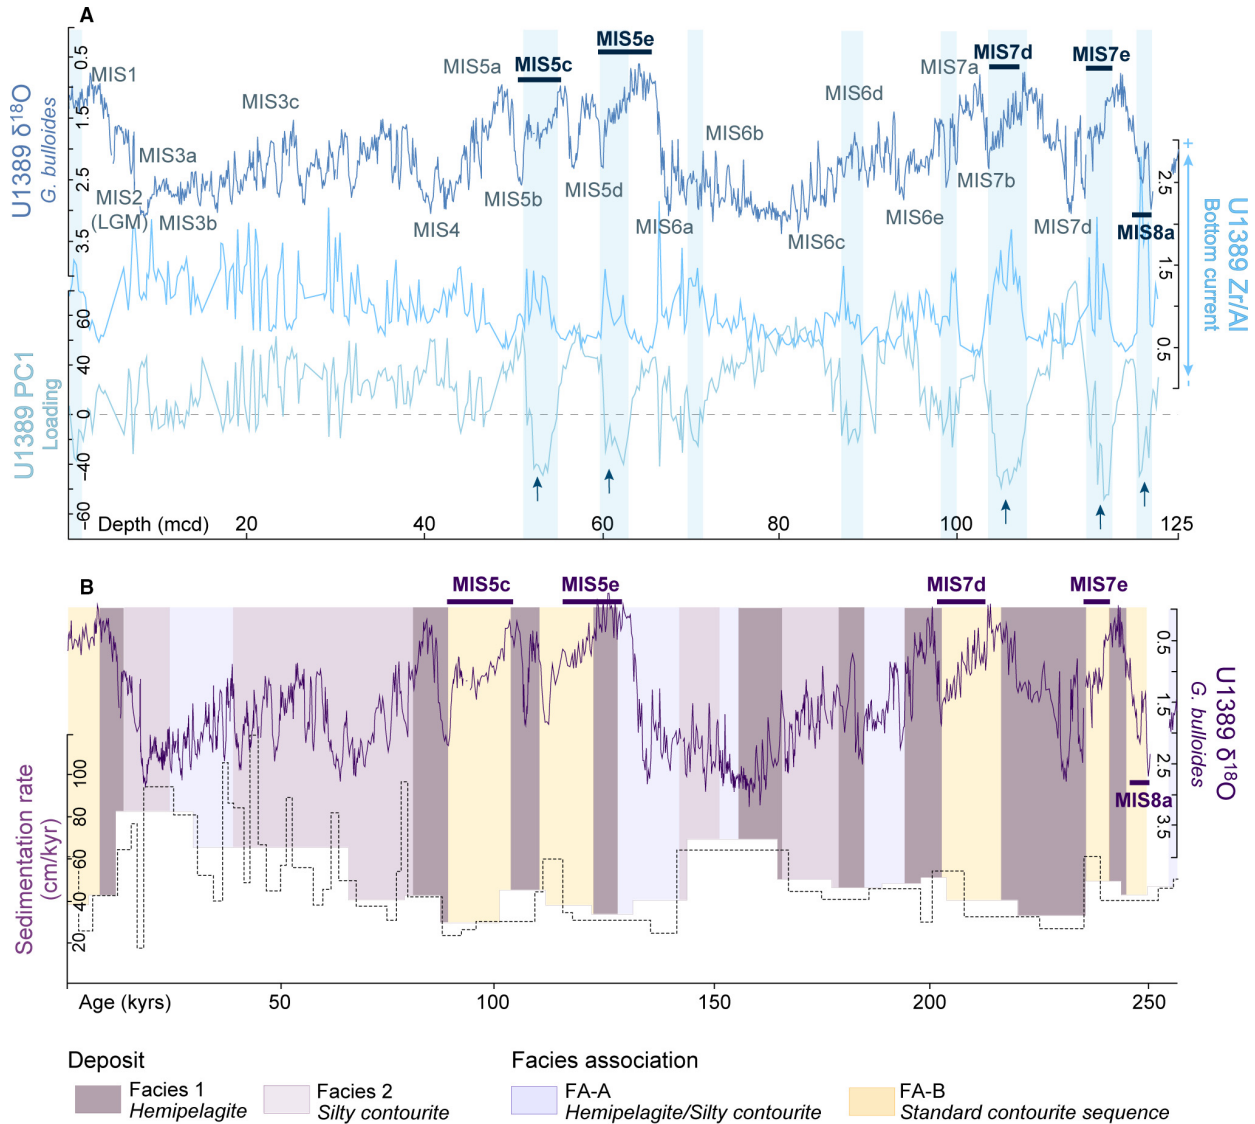 A
U1389 δ18O
G. bulloides
0.5
1.5
2.5
3.5
MIS1
MIS2
(LGM)
MIS3a
MIS3b
MIS3c
MIS4
MIS5a
MIS5b
MIS5c
MIS5d
MIS5e
MIS6a
MIS6b
MIS6c
MIS6d
MIS6e
MIS7a
MIS7b
MIS7d
MIS7d
MIS7e
MIS8a
+
2.5
1.5
0.5
-
U1389 Zr/Al
Bottom current
U1389 PC1
Loading
60
40
0
−40
−60
Depth (mcd)
20
40
60
80
100
125
B
MIS5c
MIS5e
MIS7d
MIS7e
MIS8a
0.5
1.5
2.5
3.5
U1389 δ18O
G. bulloides
Sedimentation rate
(cm/kyr)
100
80
60
40
20
Age (kyrs)
50
100
150
200
250
Deposit
Facies 1
Hemipelagite
Facies 2
Silty contourite
Facies association
FA-A
Hemipelagite/Silty contourite
FA-B
Standard contourite sequence